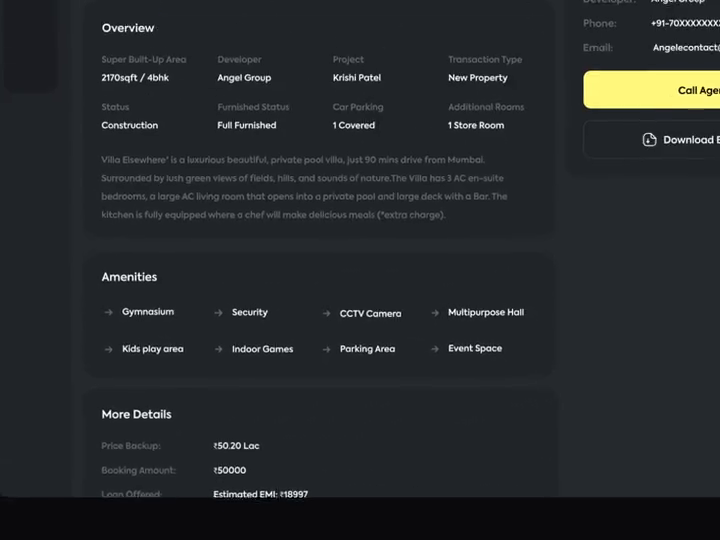 Developer: Angel Group
Overview
Phone: +91-70XXXXXXX
Email: Angelecontact@
Super Built-Up Area Developer Project Transaction Type
2170sqft / 4bhk Angel Group Krishi Patel New Property
Call Agen
Status Furnished Status Car Parking Additional Rooms
Construction Full Furnished 1 Covered 1 Store Room
Download B
Villa Elsewhere' is a luxurious beautiful, private pool villa, just 90 mins drive from Mumbai.
Surrounded by lush green views of fields, hills, and sounds of nature.The Villa has 3 AC en-suite
bedrooms, a large AC living room that opens into a private pool and large deck with a Bar. The
kitchen is fully equipped where a chef will make delicious meals (*extra charge).
Amenities
Gymnasium Security CCTV Camera Multipurpose Hall
Kids play area Indoor Games Parking Area Event Space
More Details
Price Backup: ₹50.20 Lac
Booking Amount: ₹50000
Loan Offered: Estimated EMI: ₹18997